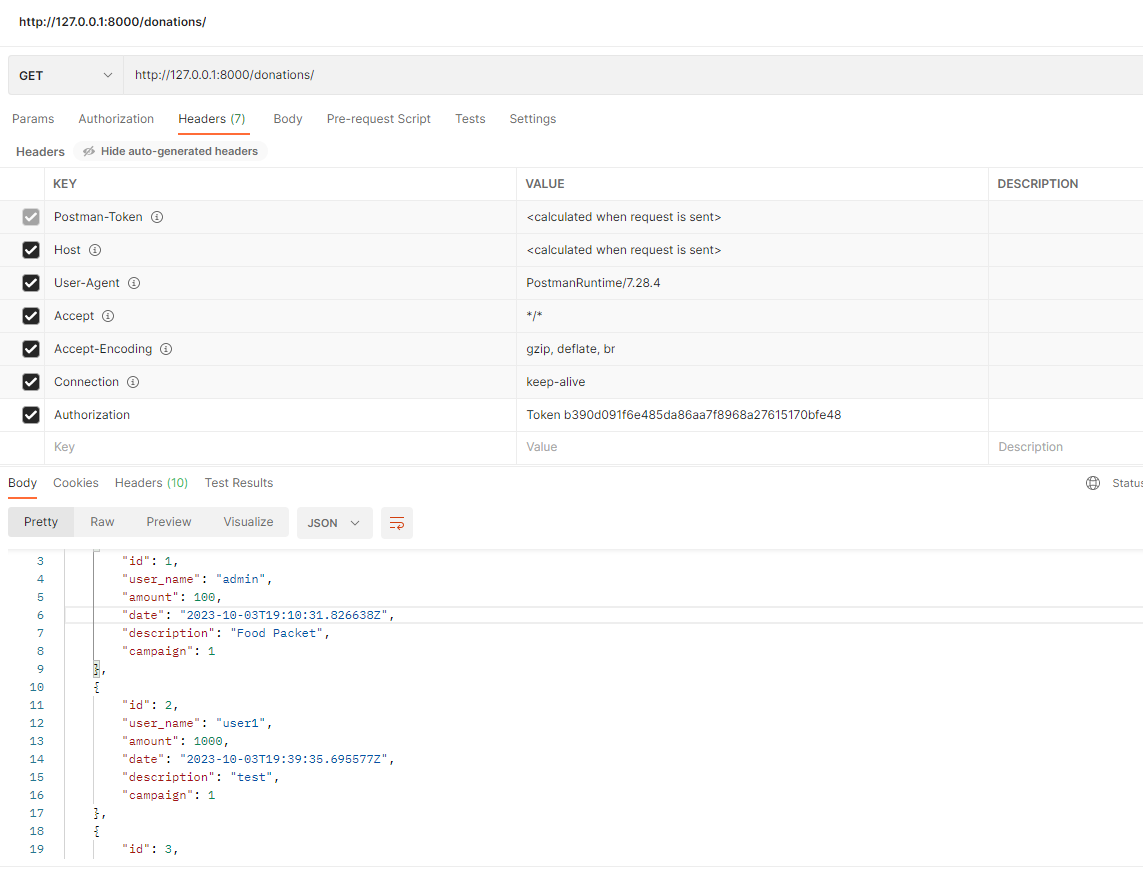 http://127.0.0.1:8000/donations/
GET http://127.0.0.1:8000/donations/
Params Authorization Headers (7) Body Pre-request Script Tests Settings
Headers Hide auto-generated headers
KEY VALUE DESCRIPTION
Postman-Token <calculated when request is sent>
Host <calculated when request is sent>
User-Agent PostmanRuntime/7.28.4
Accept */*
Accept-Encoding gzip, deflate, br
Connection keep-alive
Authorization Token b390d091f6e485da86aa7f8968a27615170bfe48
Key Value Description
Body Cookies Headers (10) Test Results Status
Pretty Raw Preview Visualize JSON
3 "id": 1,
4 "user_name": "admin",
5 "amount": 100,
6 "date": "2023-10-03T19:10:31.826638Z",
7 "description": "Food Packet",
8 "campaign": 1
9 },
10 {
11 "id": 2,
12 "user_name": "user1",
13 "amount": 1000,
14 "date": "2023-10-03T19:39:35.695577Z",
15 "description": "test",
16 "campaign": 1
17 },
18 {
19 "id": 3,